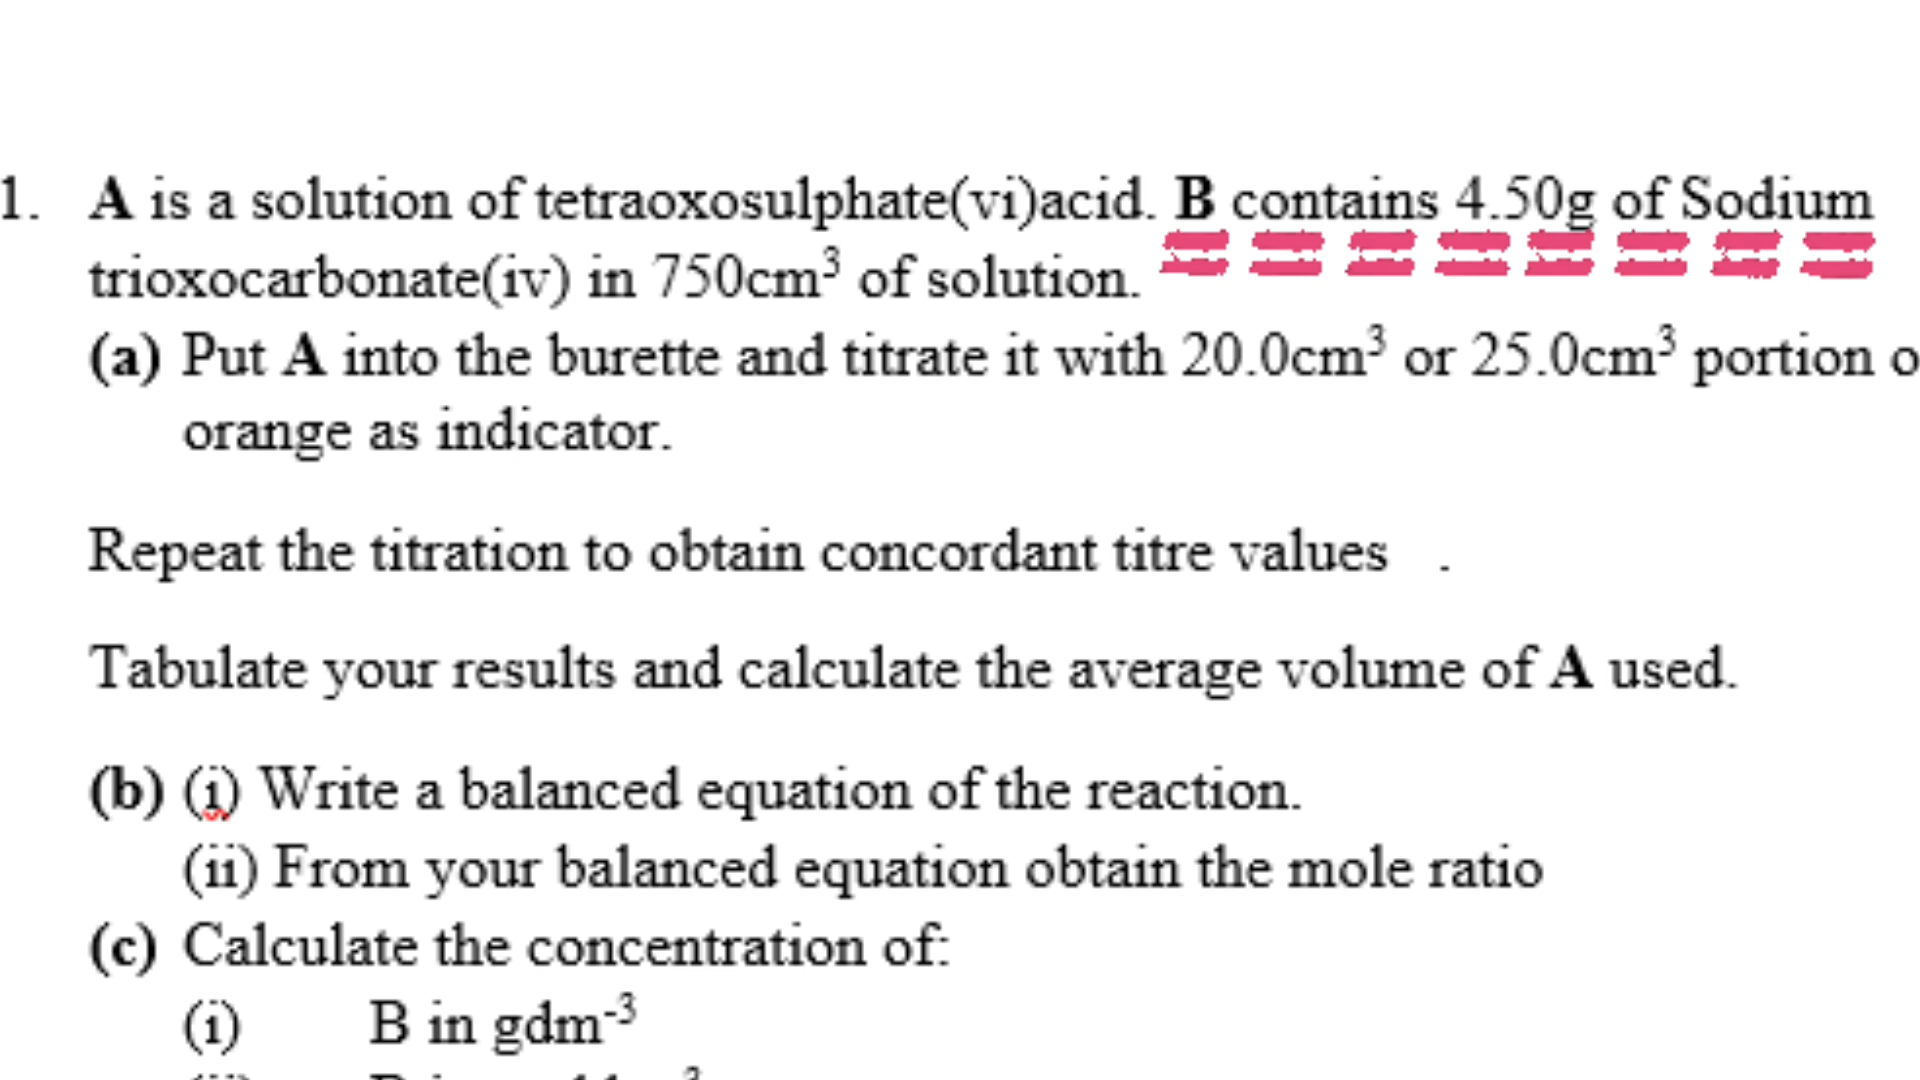 1. A is a solution of tetraoxosulphate(vi)acid. B contains 4.50g of Sodium
trioxocarbonate(iv) in 750cm³ of solution.
(a) Put A into the burette and titrate it with 20.0cm³ or 25.0cm³ portion
orange as indicator.
Repeat the titration to obtain concordant titre values .
Tabulate your results and calculate the average volume of A used.
(b) (i) Write a balanced equation of the reaction.
(ii) From your balanced equation obtain the mole ratio
(c) Calculate the concentration of:
(i) B in gdm⁻³